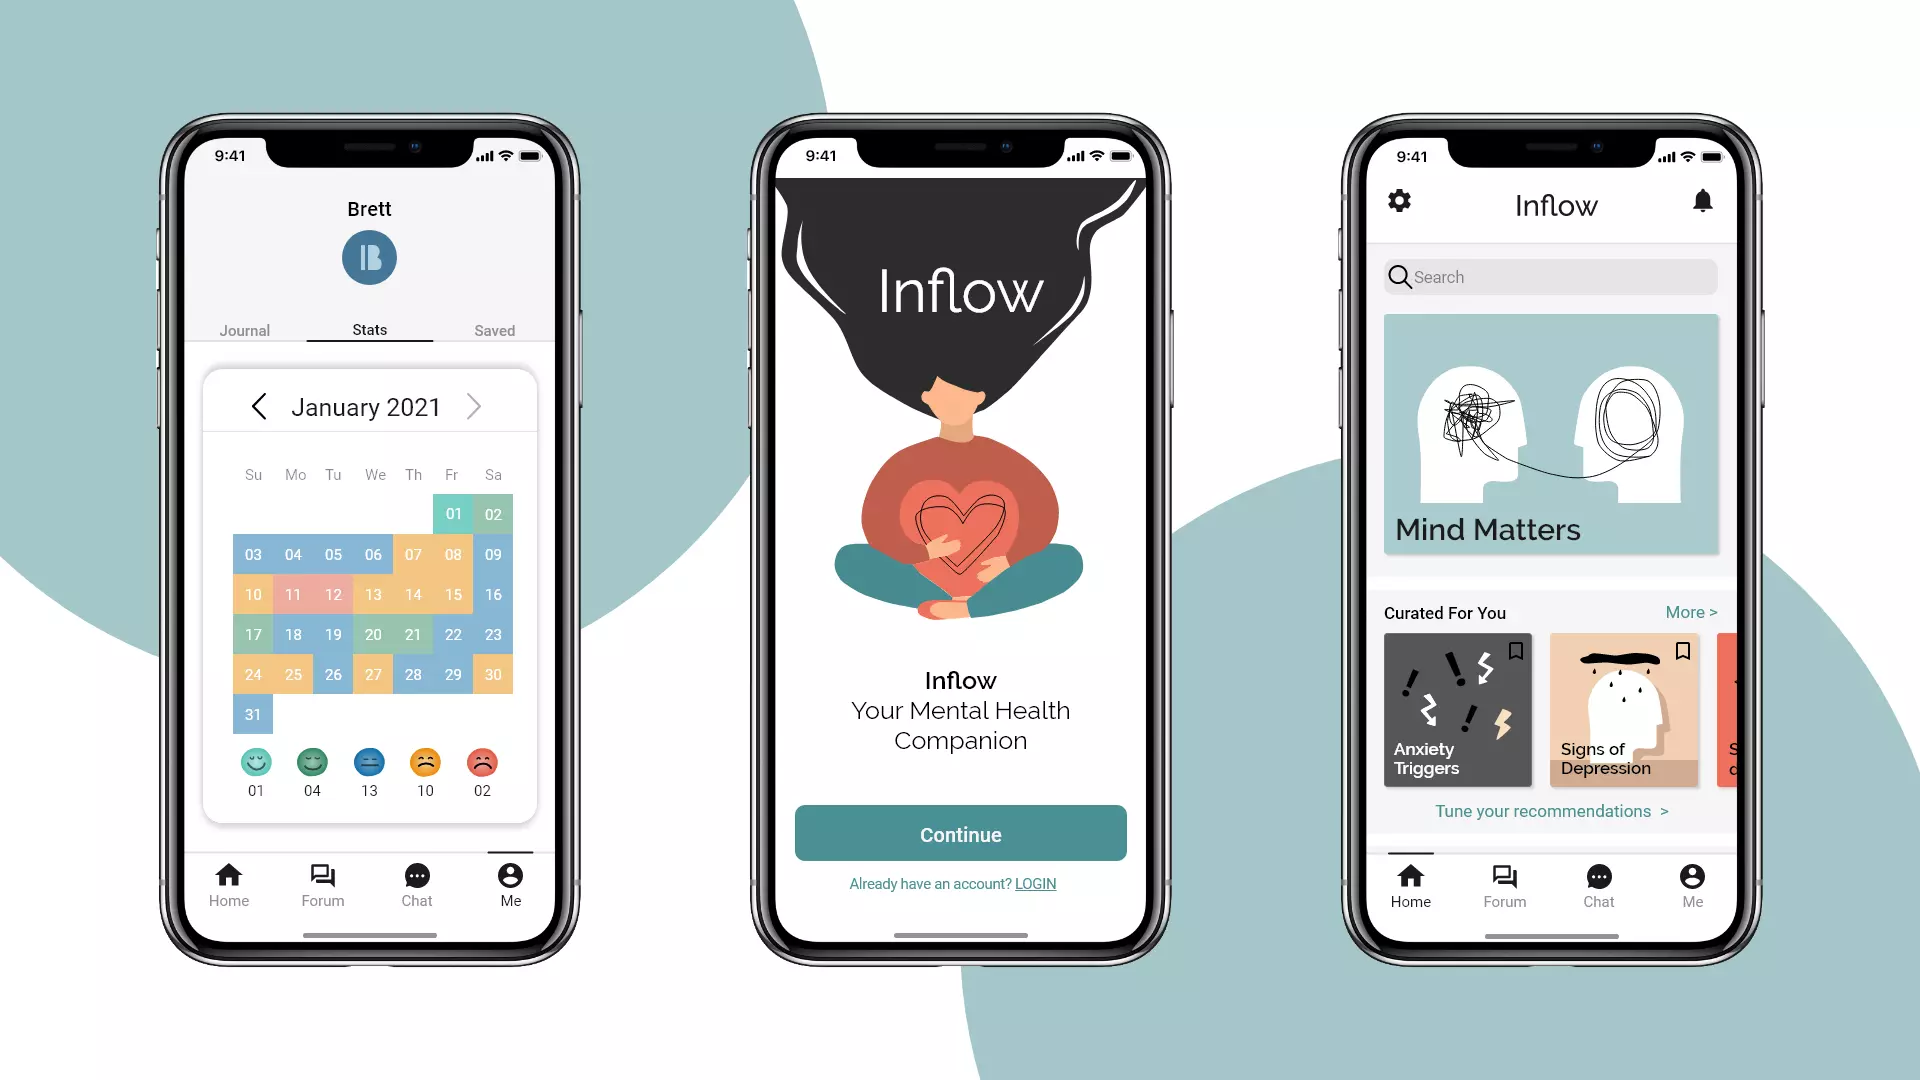 9:41
Brett
B
Journal
Stats
Saved
January 2021
Su Mo Tu We Th Fr Sa
01 02
03 04 05 06 07 08 09
10 11 12 13 14 15 16
17 18 19 20 21 22 23
24 25 26 27 28 29 30
31
01 04 13 10 02
Home Forum Chat Me
9:41
Inflow
Inflow
Your Mental Health
Companion
Continue
Already have an account? LOGIN
9:41
Inflow
Search
Mind Matters
Curated For You
More >
Anxiety
Triggers
Signs of
Depression
S
d
Tune your recommendations >
Home Forum Chat Me